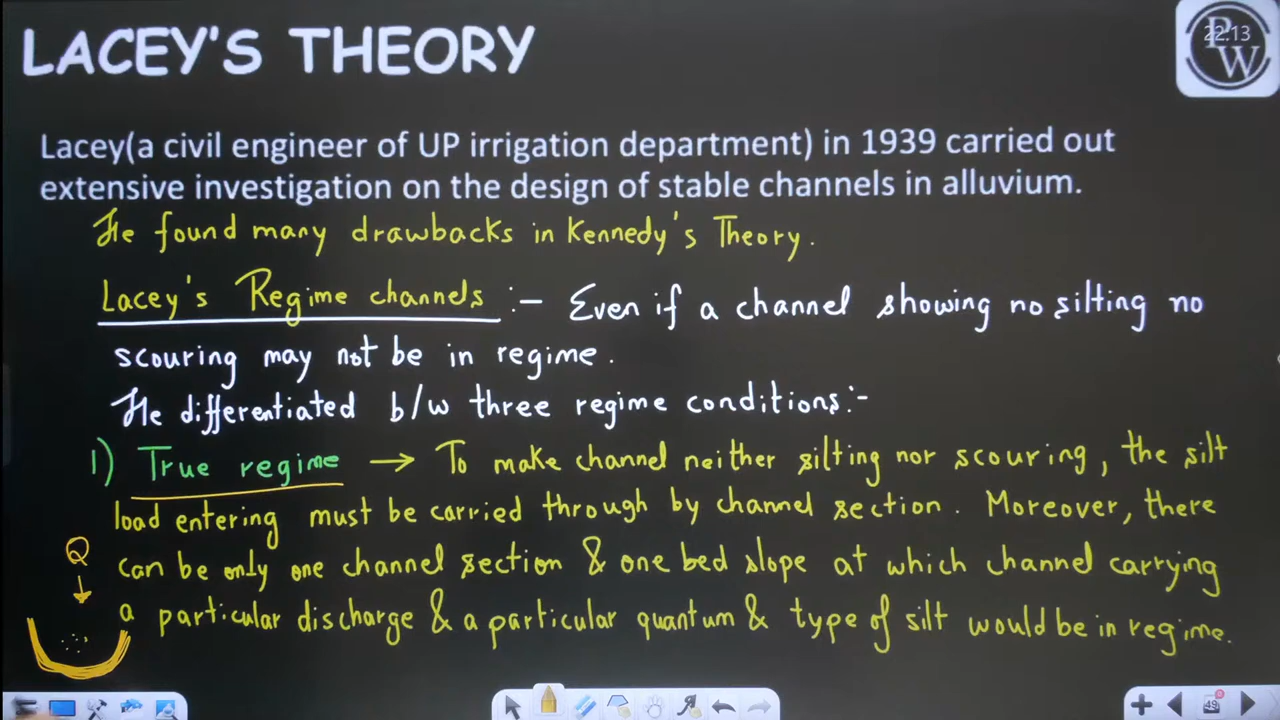 LACEY'S THEORY
22:13
PW
Lacey(a civil engineer of UP irrigation department) in 1939 carried out
extensive investigation on the design of stable channels in alluvium.
He found many drawbacks in Kennedy's Theory.
Lacey's Regime channels :- Even if a channel showing no silting no
scouring may not be in regime.
He differentiated b/w three regime conditions:-
1) True regime → To make channel neither silting nor scouring, the silt
load entering must be carried through by channel section. Moreover, there
can be only one channel section & one bed slope at which channel carrying
a particular discharge & a particular quantum & type of silt would be in regime.
Q
49